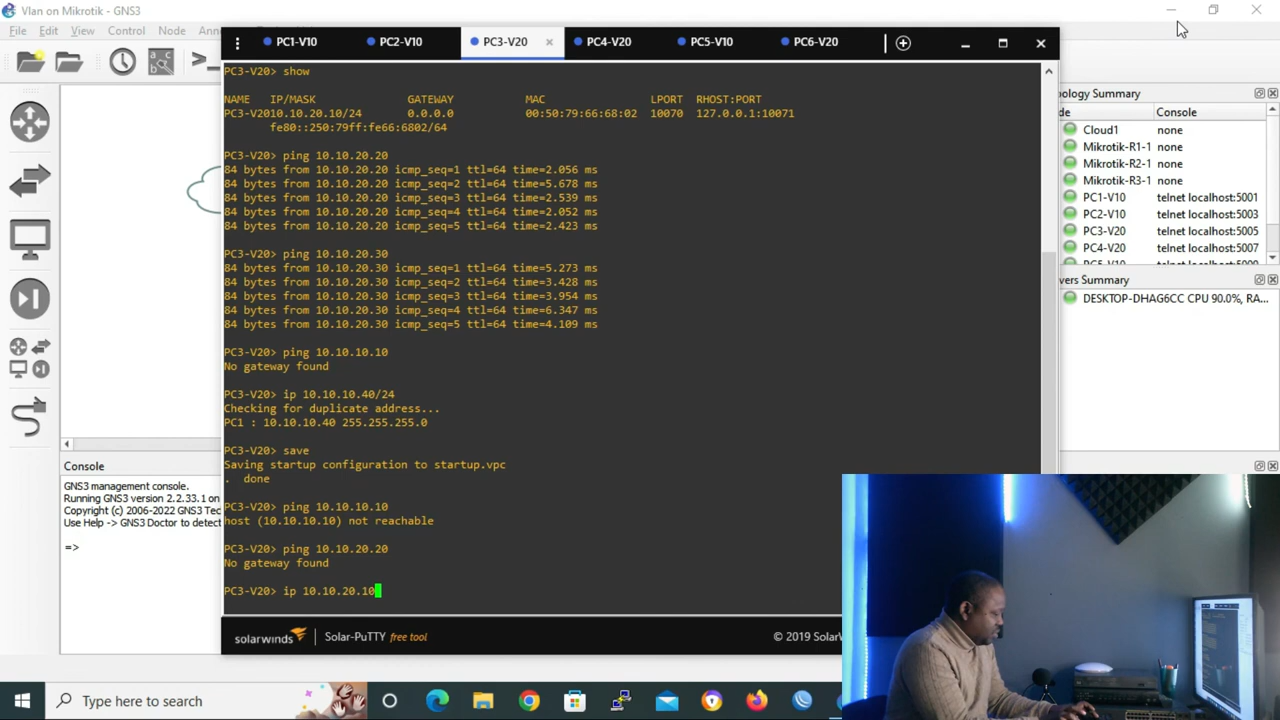 Vlan on Mikrotik - GNS3
File Edit View Control Node Ann
PC1-V10 PC2-V10 PC3-V20 × PC4-V20 PC5-V10 PC6-V20
PC3-V20> show
NAME IP/MASK GATEWAY MAC LPORT RHOST:PORT
PC3-V2010.10.20.10/24 0.0.0.0 00:50:79:66:68:02 10070 127.0.0.1:10071
fe80::250:79ff:fe66:6802/64
PC3-V20> ping 10.10.20.20
84 bytes from 10.10.20.20 icmp_seq=1 ttl=64 time=2.056 ms
84 bytes from 10.10.20.20 icmp_seq=2 ttl=64 time=5.678 ms
84 bytes from 10.10.20.20 icmp_seq=3 ttl=64 time=2.539 ms
84 bytes from 10.10.20.20 icmp_seq=4 ttl=64 time=2.052 ms
84 bytes from 10.10.20.20 icmp_seq=5 ttl=64 time=2.423 ms
PC3-V20> ping 10.10.20.30
84 bytes from 10.10.20.30 icmp_seq=1 ttl=64 time=5.273 ms
84 bytes from 10.10.20.30 icmp_seq=2 ttl=64 time=3.428 ms
84 bytes from 10.10.20.30 icmp_seq=3 ttl=64 time=3.954 ms
84 bytes from 10.10.20.30 icmp_seq=4 ttl=64 time=6.347 ms
84 bytes from 10.10.20.30 icmp_seq=5 ttl=64 time=4.109 ms
PC3-V20> ping 10.10.10.10
No gateway found
PC3-V20> ip 10.10.10.40/24
Checking for duplicate address...
PC1 : 10.10.10.40 255.255.255.0
PC3-V20> save
Saving startup configuration to startup.vpc
. done
PC3-V20> ping 10.10.10.10
host (10.10.10.10) not reachable
PC3-V20> ping 10.10.20.20
No gateway found
PC3-V20> ip 10.10.20.10
solarwinds Solar-PuTTY free tool © 2019 SolarW
pology Summary
de Console
Cloud1 none
Mikrotik-R1-1 none
Mikrotik-R2-1 none
Mikrotik-R3-1 none
PC1-V10 telnet localhost:5001
PC2-V10 telnet localhost:5003
PC3-V20 telnet localhost:5005
PC4-V20 telnet localhost:5007
PC5-V10 telnet localhost:5009
ervers Summary
DESKTOP-DHAG6CC CPU 90.0%, RA...
Console
GNS3 management console.
Running GNS3 version 2.2.33.1 on
Copyright (c) 2006-2022 GNS3 Tec
Use Help -> GNS3 Doctor to detect
=>
Type here to search